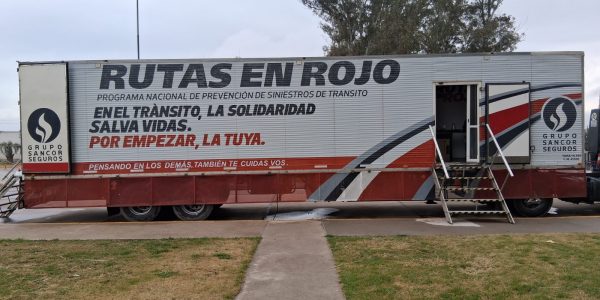 RUTAS EN ROJO
PROGRAMA NACIONAL DE PREVENCIÓN DE SINIESTROS DE TRÁNSITO
EN EL TRÁNSITO, LA SOLIDARIDAD
SALVA VIDAS.
POR EMPEZAR, LA TUYA.
PENSANDO EN LOS DEMÁS, TAMBIÉN TE CUIDÁS VOS.
GRUPO
SANCOR
SEGUROS
GRUPO
SANCOR
SEGUROS